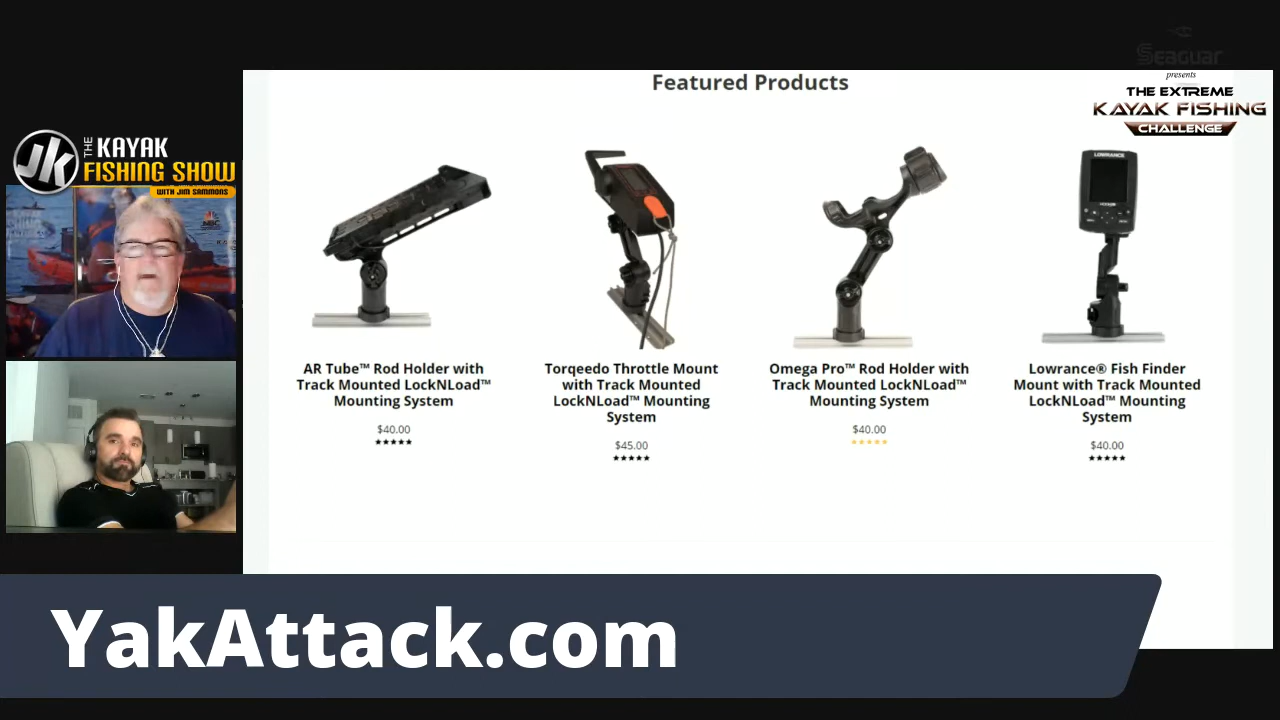 Seaguar
presents
THE EXTREME
KAYAK FISHING
CHALLENGE
Featured Products
JK
THE
KAYAK
FISHING SHOW
WITH JIM SAMMONS
NBC
LOWRANCE
AR Tube™ Rod Holder with
Track Mounted LockNLoad™
Mounting System
$40.00
Torqeedo Throttle Mount
with Track Mounted
LockNLoad™ Mounting
System
$45.00
Omega Pro™ Rod Holder with
Track Mounted LockNLoad™
Mounting System
$40.00
Lowrance® Fish Finder
Mount with Track Mounted
LockNLoad™ Mounting
System
$40.00
YakAttack.com